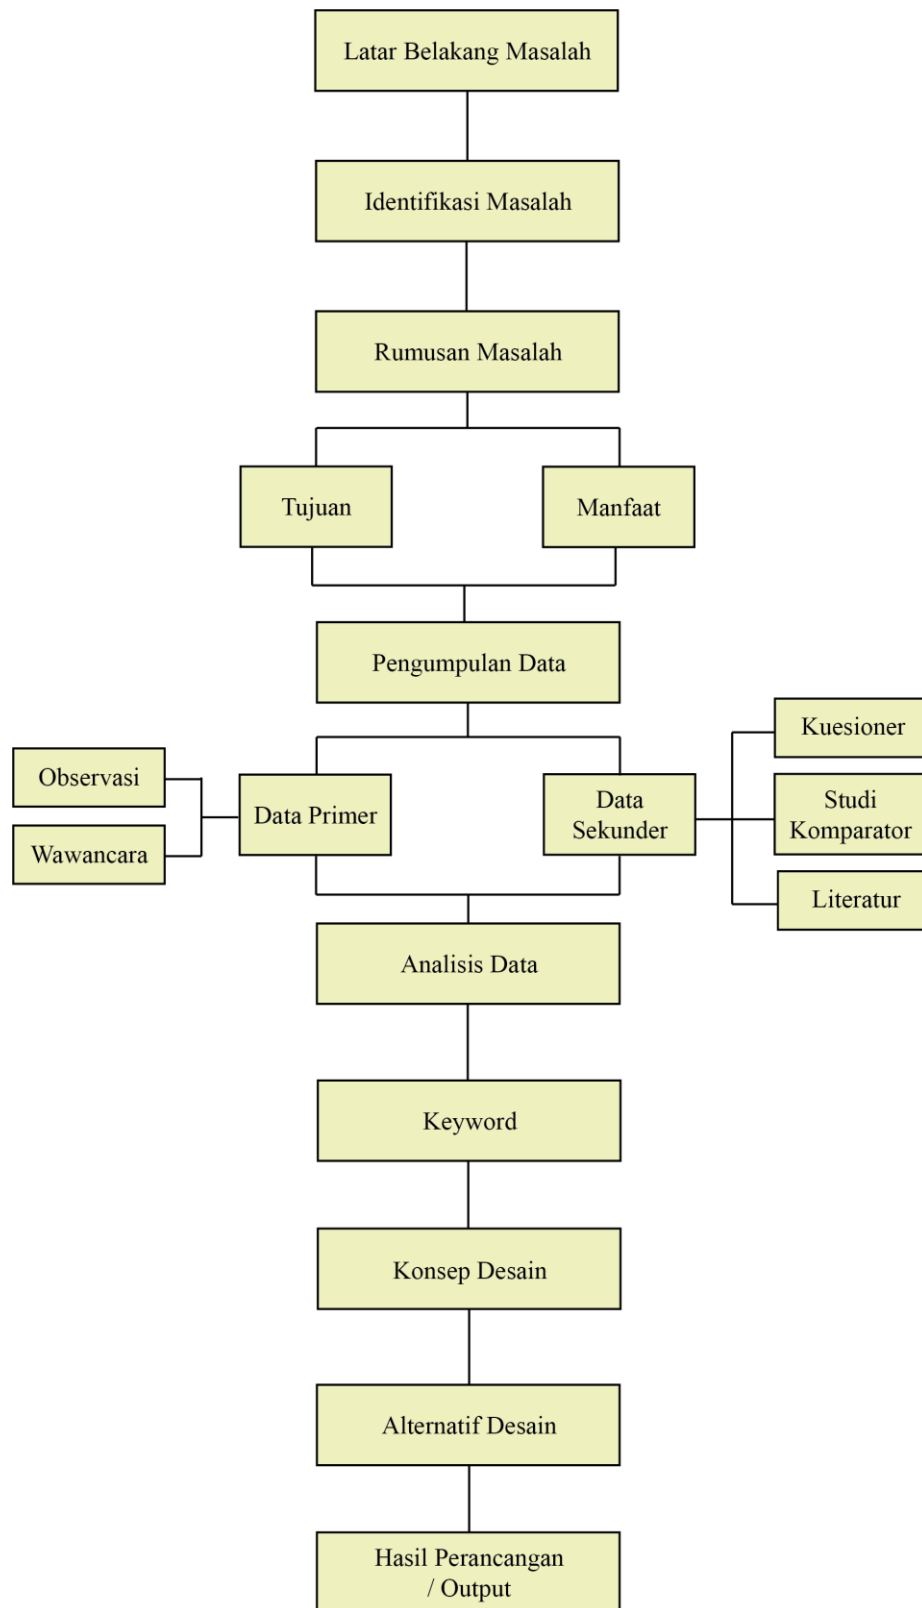 Latar Belakang Masalah
Identifikasi Masalah
Rumusan Masalah
Tujuan
Manfaat
Pengumpulan Data
Observasi
Wawancara
Data Primer
Data
Sekunder
Kuesioner
Studi
Komparator
Literatur
Analisis Data
Keyword
Konsep Desain
Alternatif Desain
Hasil Perancangan
/ Output